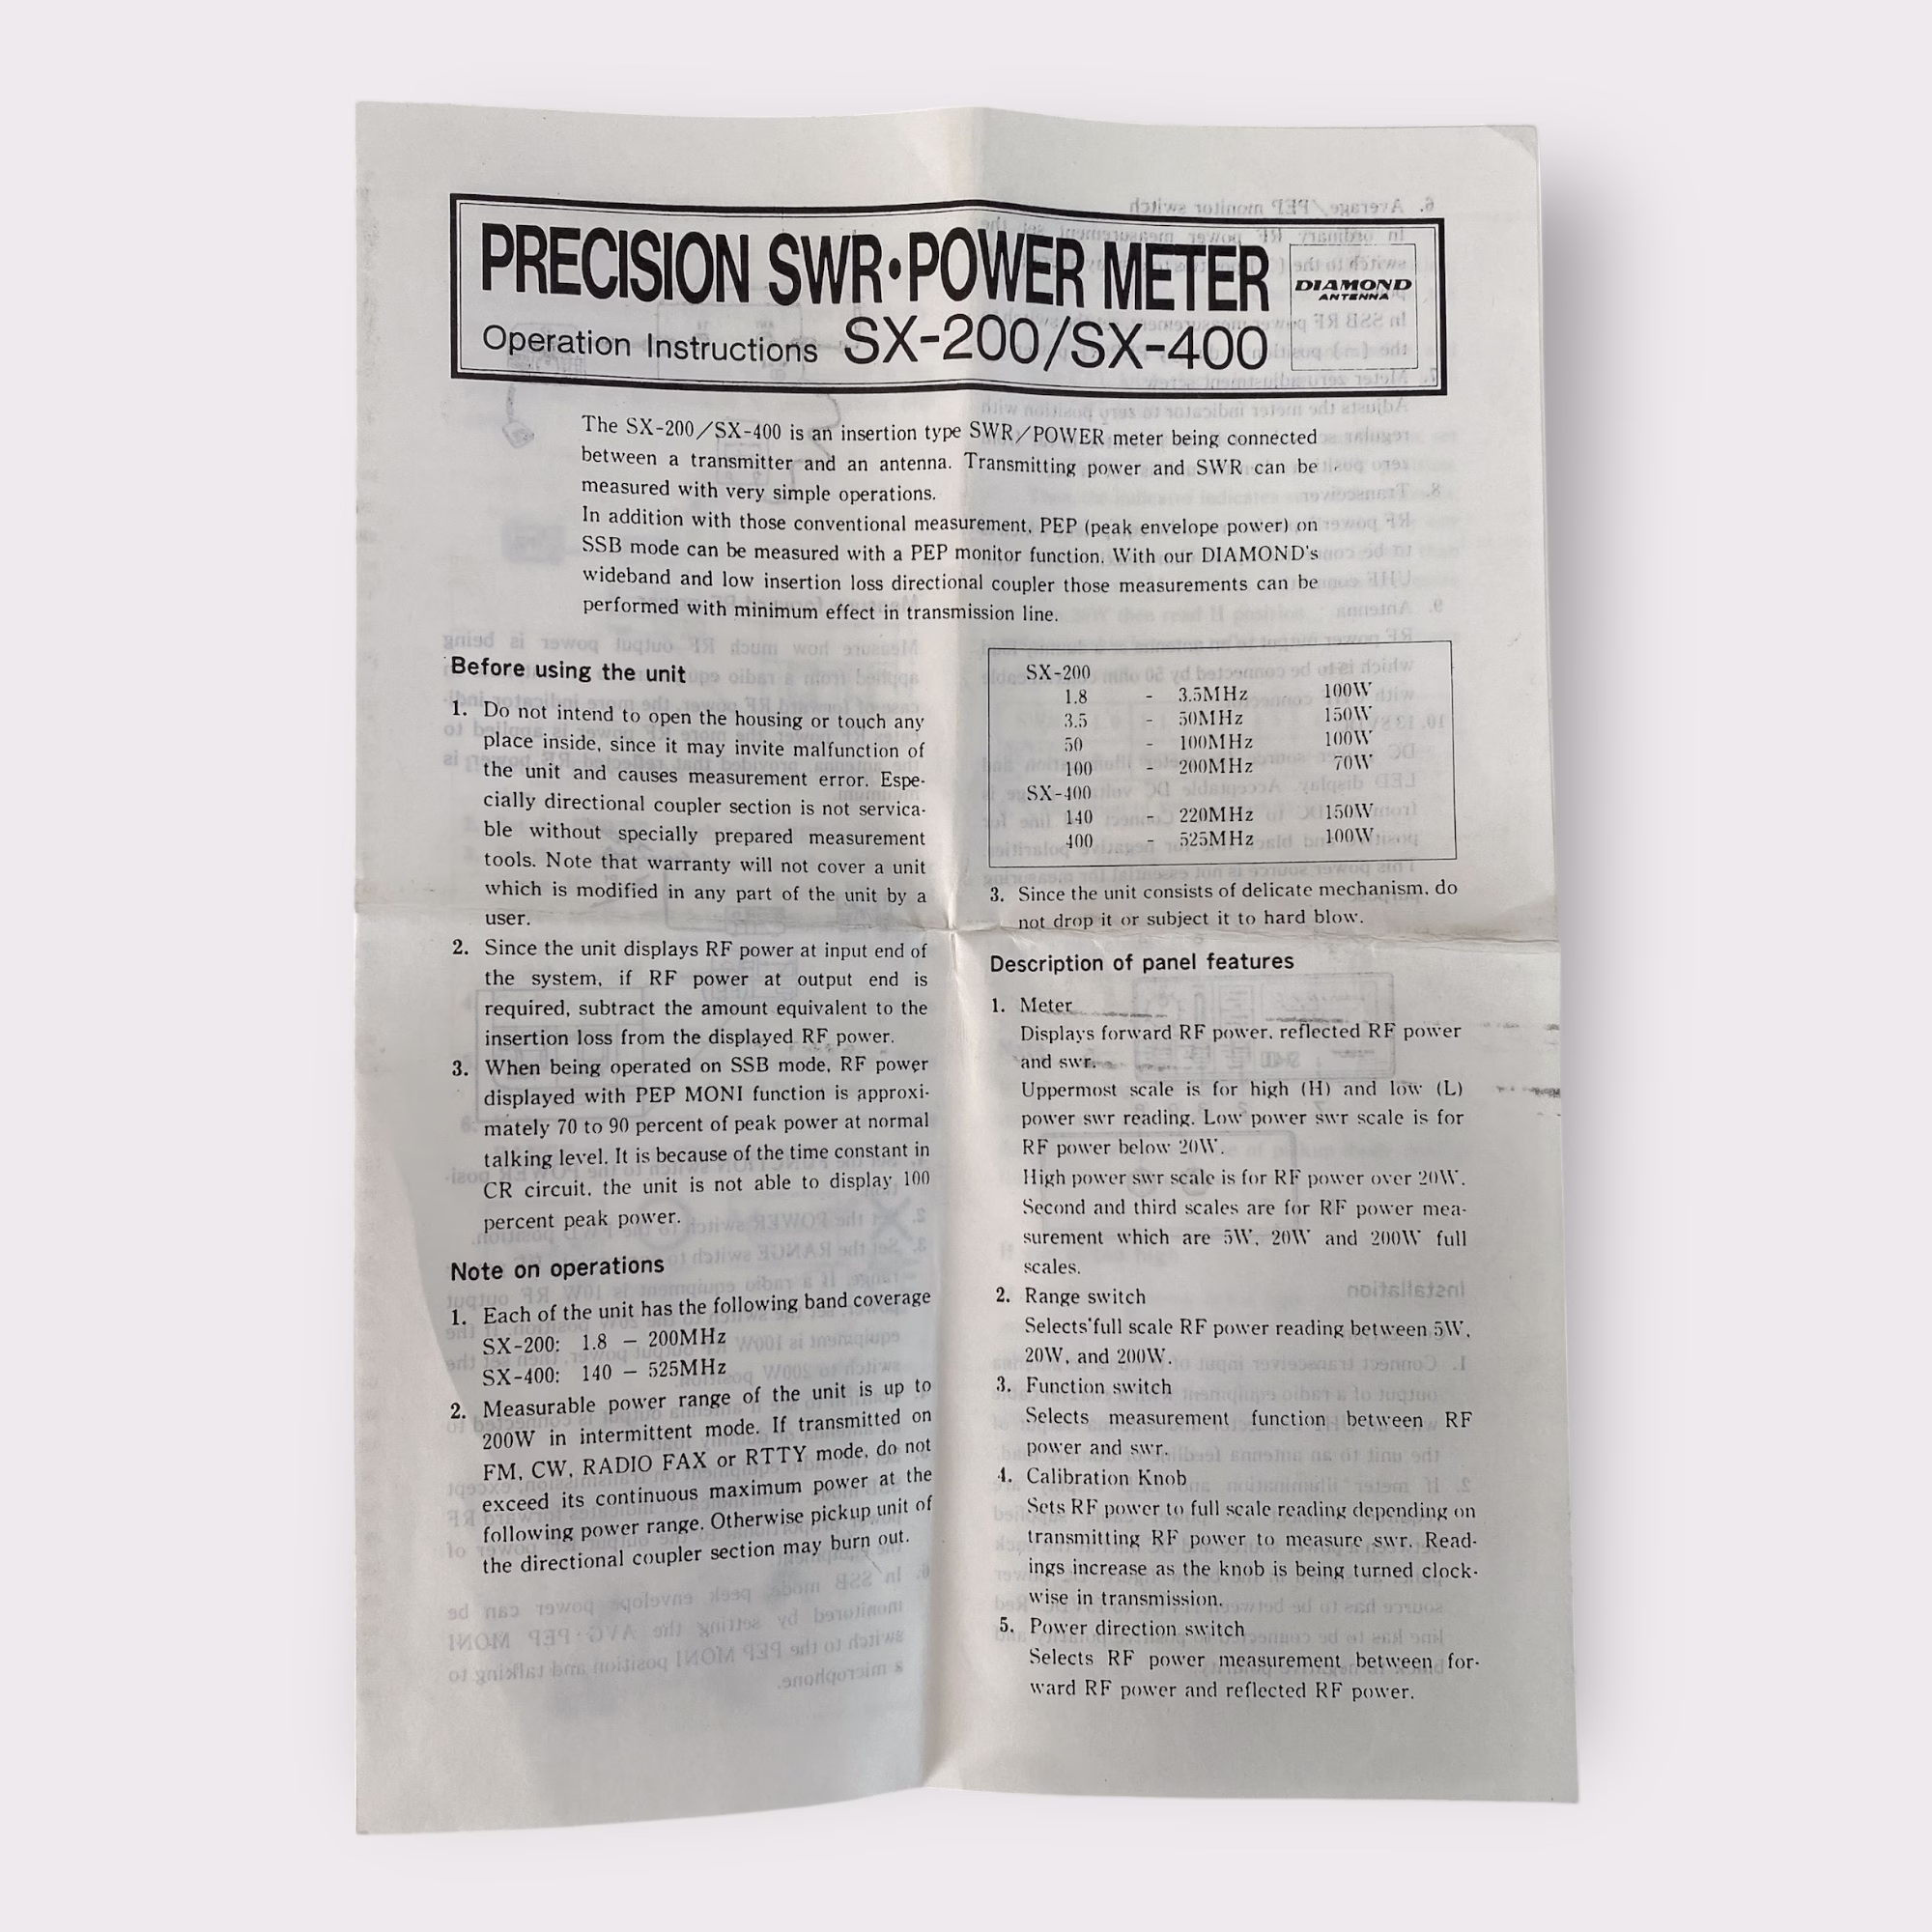 PRECISION SWR•POWER METER
Operation Instructions SX-200/SX-400
DIAMOND
ANTENNA
The SX-200/SX-400 is an insertion type SWR/POWER meter being connected
between a transmitter and an antenna. Transmitting power and SWR can be
measured with very simple operations.
In addition with those conventional measurement, PEP (peak envelope power) on
SSB mode can be measured with a PEP monitor function. With our DIAMOND's
wideband and low insertion loss directional coupler those measurements can be
performed with minimum effect in transmission line.
Before using the unit
1. Do not intend to open the housing or touch any
place inside, since it may invite malfunction of
the unit and causes measurement error. Espe-
cially directional coupler section is not servica-
ble without specially prepared measurement
tools. Note that warranty will not cover a unit
which is modified in any part of the unit by a
user.
2. Since the unit displays RF power at input end of
the system, if RF power at output end is
required, subtract the amount equivalent to the
insertion loss from the displayed RF power.
3. When being operated on SSB mode, RF power
displayed with PEP MONI function is approxi-
mately 70 to 90 percent of peak power at normal
talking level. It is because of the time constant in
CR circuit, the unit is not able to display 100
percent peak power.
Note on operations
1. Each of the unit has the following band coverage
SX-200: 1.8 – 200MHz
SX-400: 140 – 525MHz
2. Measurable power range of the unit is up to
200W in intermittent mode. If transmitted on
FM, CW, RADIO FAX or RTTY mode, do not
exceed its continuous maximum power at the
following power range. Otherwise pickup unit of
the directional coupler section may burn out.
SX-200
1.8 - 3.5MHz 100W
3.5 - 50MHz 150W
50 - 100MHz 100W
100 - 200MHz 70W
SX-400
140 - 220MHz 150W
400 - 525MHz 100W
3. Since the unit consists of delicate mechanism, do
not drop it or subject it to hard blow.
Description of panel features
1. Meter
Displays forward RF power, reflected RF power
and swr.
Uppermost scale is for high (H) and low (L)
power swr reading. Low power swr scale is for
RF power below 20W.
High power swr scale is for RF power over 20W.
Second and third scales are for RF power mea-
surement which are 5W, 20W and 200W full
scales.
2. Range switch
Selects full scale RF power reading between 5W,
20W, and 200W.
3. Function switch
Selects measurement function between RF
power and swr.
4. Calibration Knob
Sets RF power to full scale reading depending on
transmitting RF power to measure swr. Read-
ings increase as the knob is being turned clock-
wise in transmission.
5. Power direction switch
Selects RF power measurement between for-
ward RF power and reflected RF power.